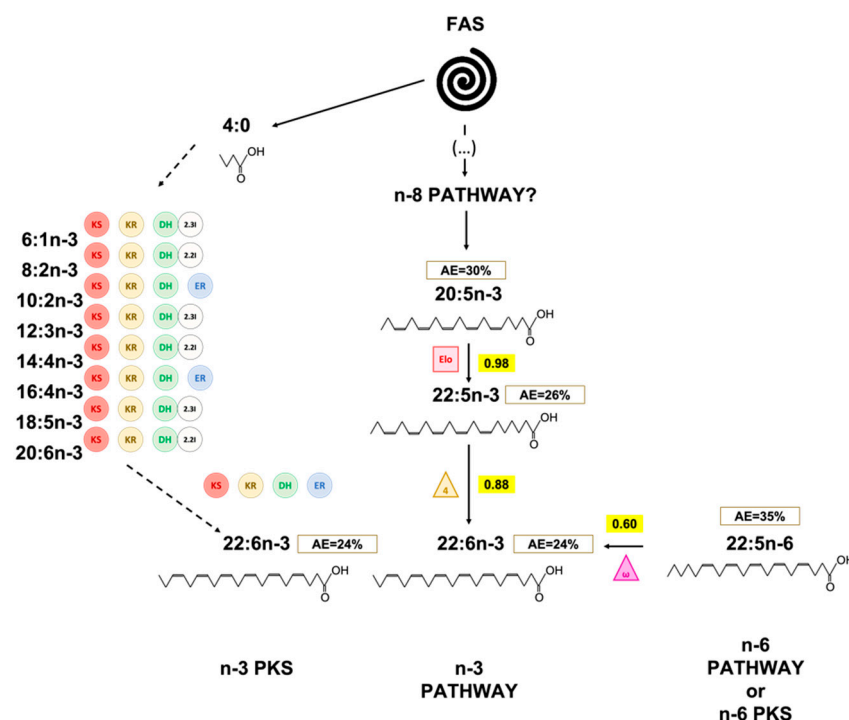 FAS
4:0
OH
O
(...)
n-8 PATHWAY?
KS KR DH 2.3I
6:1n-3
KS KR DH 2.2I
8:2n-3
KS KR DH ER
10:2n-3
KS KR DH 2.3I
12:3n-3
KS KR DH 2.2I
14:4n-3
KS KR DH ER
16:4n-3
KS KR DH 2.3I
18:5n-3
KS KR DH 2.2I
20:6n-3
KS KR DH ER
AE=30%
20:5n-3
OH
O
Elo 0.98
22:5n-3 AE=26%
OH
O
4 0.88
22:6n-3 AE=24%
OH
O
22:6n-3 AE=24%
OH
O
0.60
ω
AE=35%
22:5n-6
OH
O
n-3 PKS
n-3
PATHWAY
n-6
PATHWAY
or
n-6 PKS